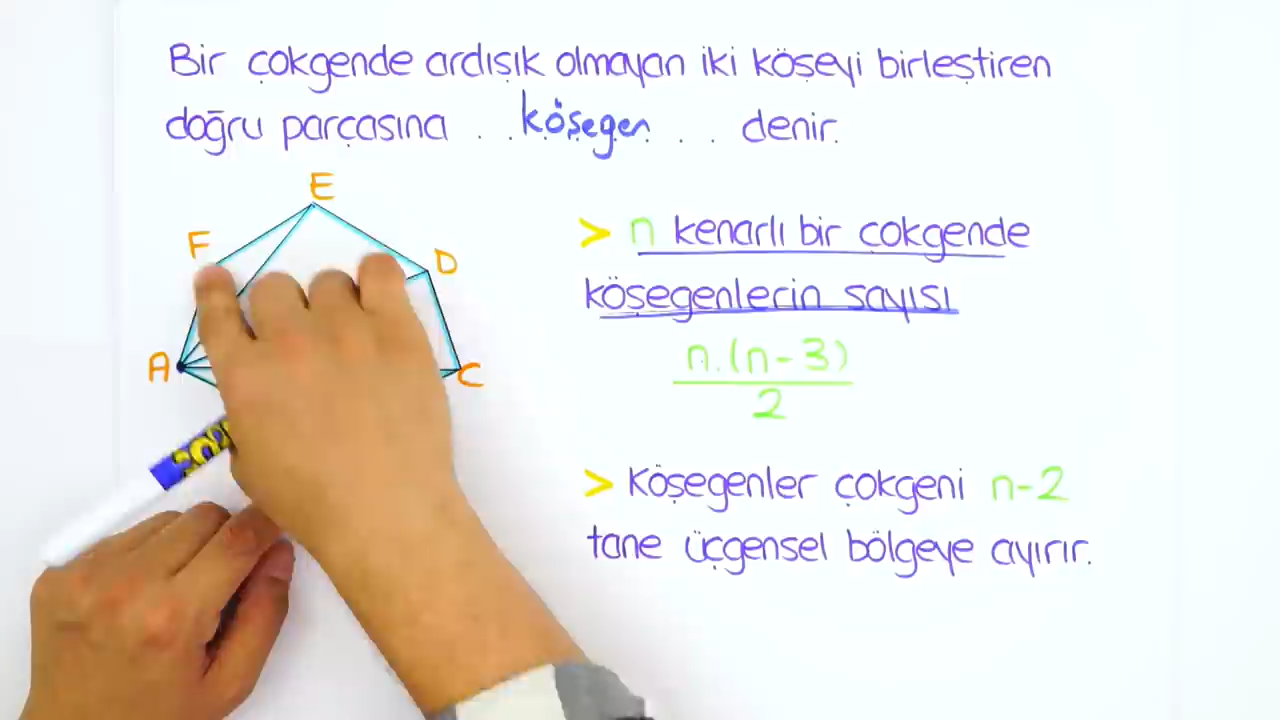 Bir çokgende ardışık olmayan iki köşeyi birleştiren
doğru parçasına . . köşegen . . denir.
E
F
D
A
C
> n kenarlı bir çokgende
köşegenlerin sayısı
n.(n-3)
2
> Köşegenler çokgeni n-2
tane üçgensel bölgeye ayırır.